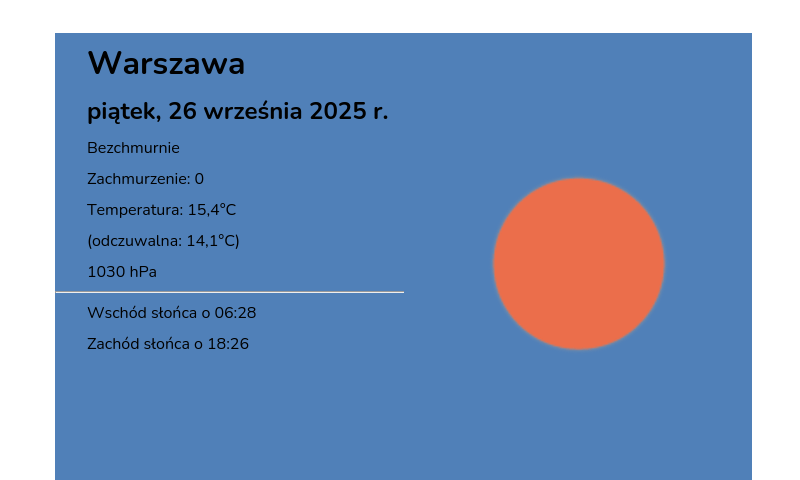 Warszawa
piątek, 26 września 2025 r.
Bezchmurnie
Zachmurzenie: 0
Temperatura: 15,4°C
(odczuwalna: 14,1°C)
1030 hPa
Wschód słońca o 06:28
Zachód słońca o 18:26